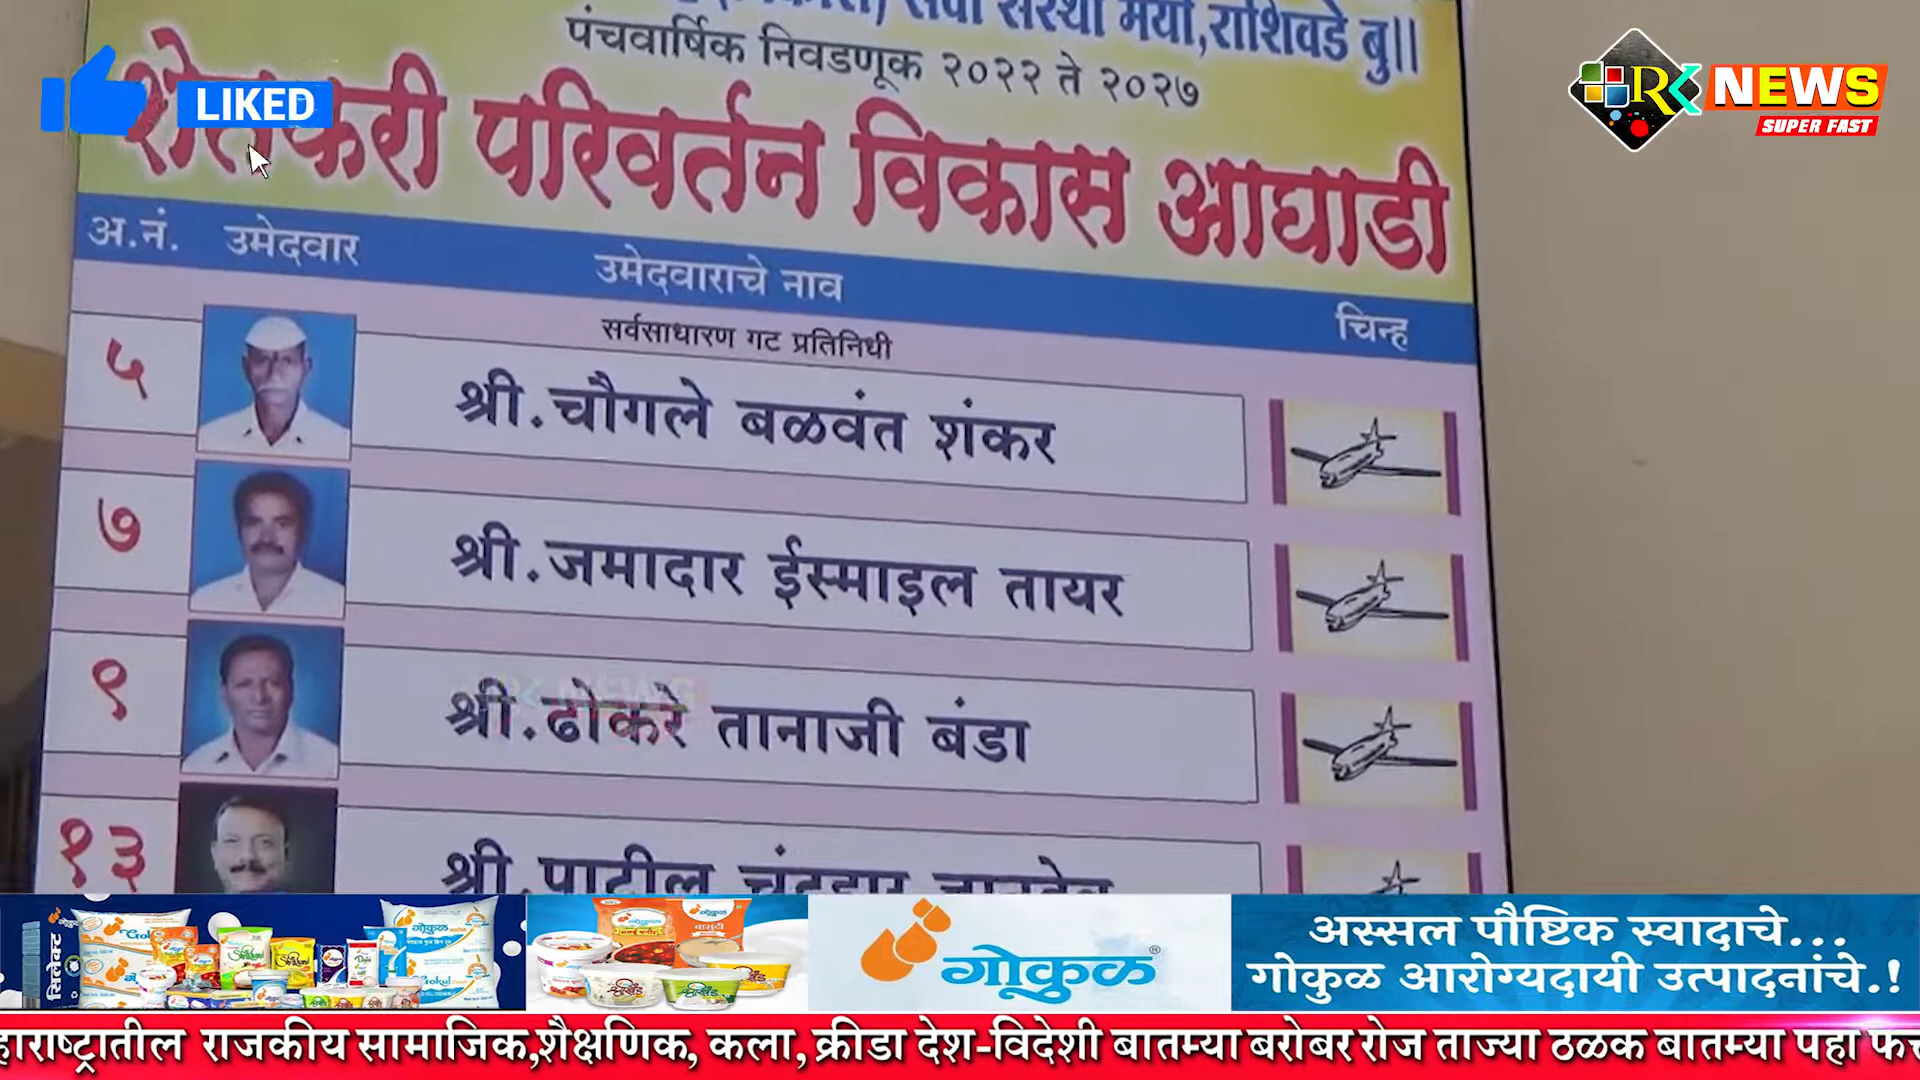 सेवा संस्था मर्या,राशिवडे बु॥
पंचवार्षिक निवडणूक २०२२ ते २०२७
LIKED
RK NEWS
SUPER FAST
परिवर्तन विकास आघाडी
अ.नं. उमेदवार उमेदवाराचे नाव चिन्ह
सर्वसाधारण गट प्रतिनिधी
५ श्री.चौगले बळवंत शंकर
७ श्री.जमादार ईस्माइल तायर
९ श्री.ढोकरे तानाजी बंडा
१३ श्री.पाटील
सिलेक्ट
गोकुळ
अस्सल पौष्टिक स्वादाचे...
गोकुळ आरोग्यदायी उत्पादनांचे.!
हाराष्ट्रातील राजकीय सामाजिक,शैक्षणिक, कला, क्रीडा देश-विदेशी बातम्या बरोबर रोज ताज्या ठळक बातम्या पहा